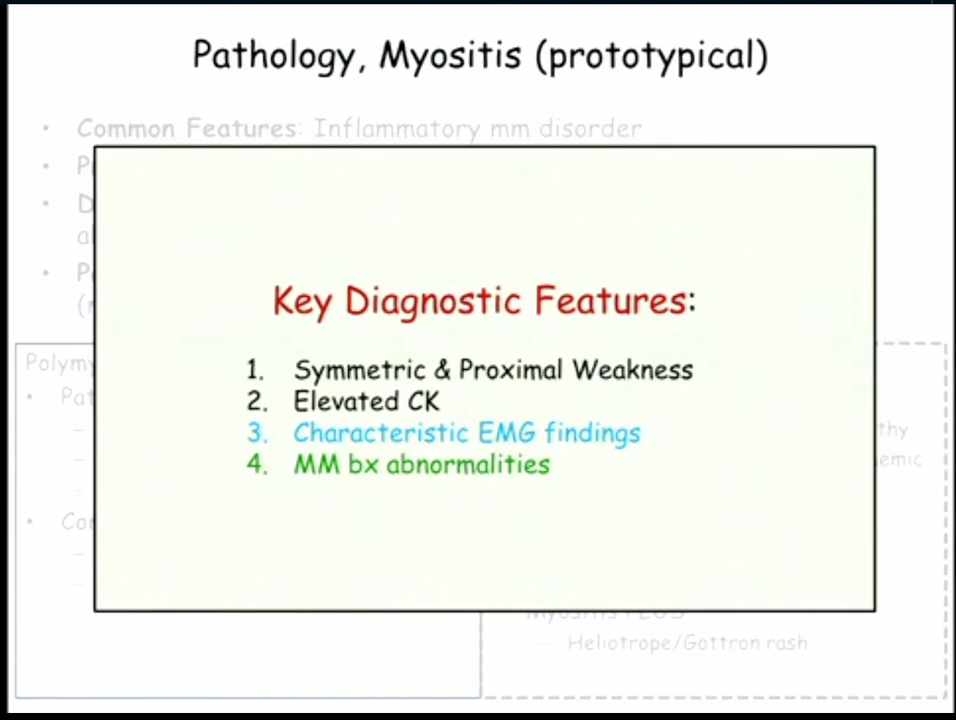 Pathology, Myositis (prototypical)
• Common Features: Inflammatory mm disorder
Key Diagnostic Features:
1. Symmetric & Proximal Weakness
2. Elevated CK
3. Characteristic EMG findings
4. MM bx abnormalities
– Heliotrope/Gottron rash